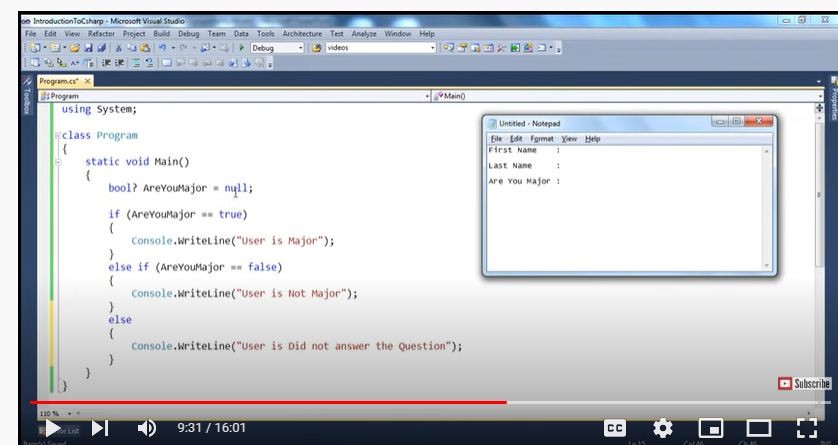 IntroductionToCsharp - Microsoft Visual Studio
File Edit View Refactor Project Build Debug Team Data Tools Architecture Test Analyze Window Help
Debug videos
Program.cs* ×
Program Main()
Toolbox
Properties
using System;
class Program
{
static void Main()
{
bool? AreYouMajor = null;
if (AreYouMajor == true)
{
Console.WriteLine("User is Major");
}
else if (AreYouMajor == false)
{
Console.WriteLine("User is Not Major");
}
else
{
Console.WriteLine("User is Did not answer the Question");
}
}
}
Untitled - Notepad
File Edit Format View Help
First Name :
Last Name :
Are You Major :
Subscribe
110 %
9:31 / 16:01
CC